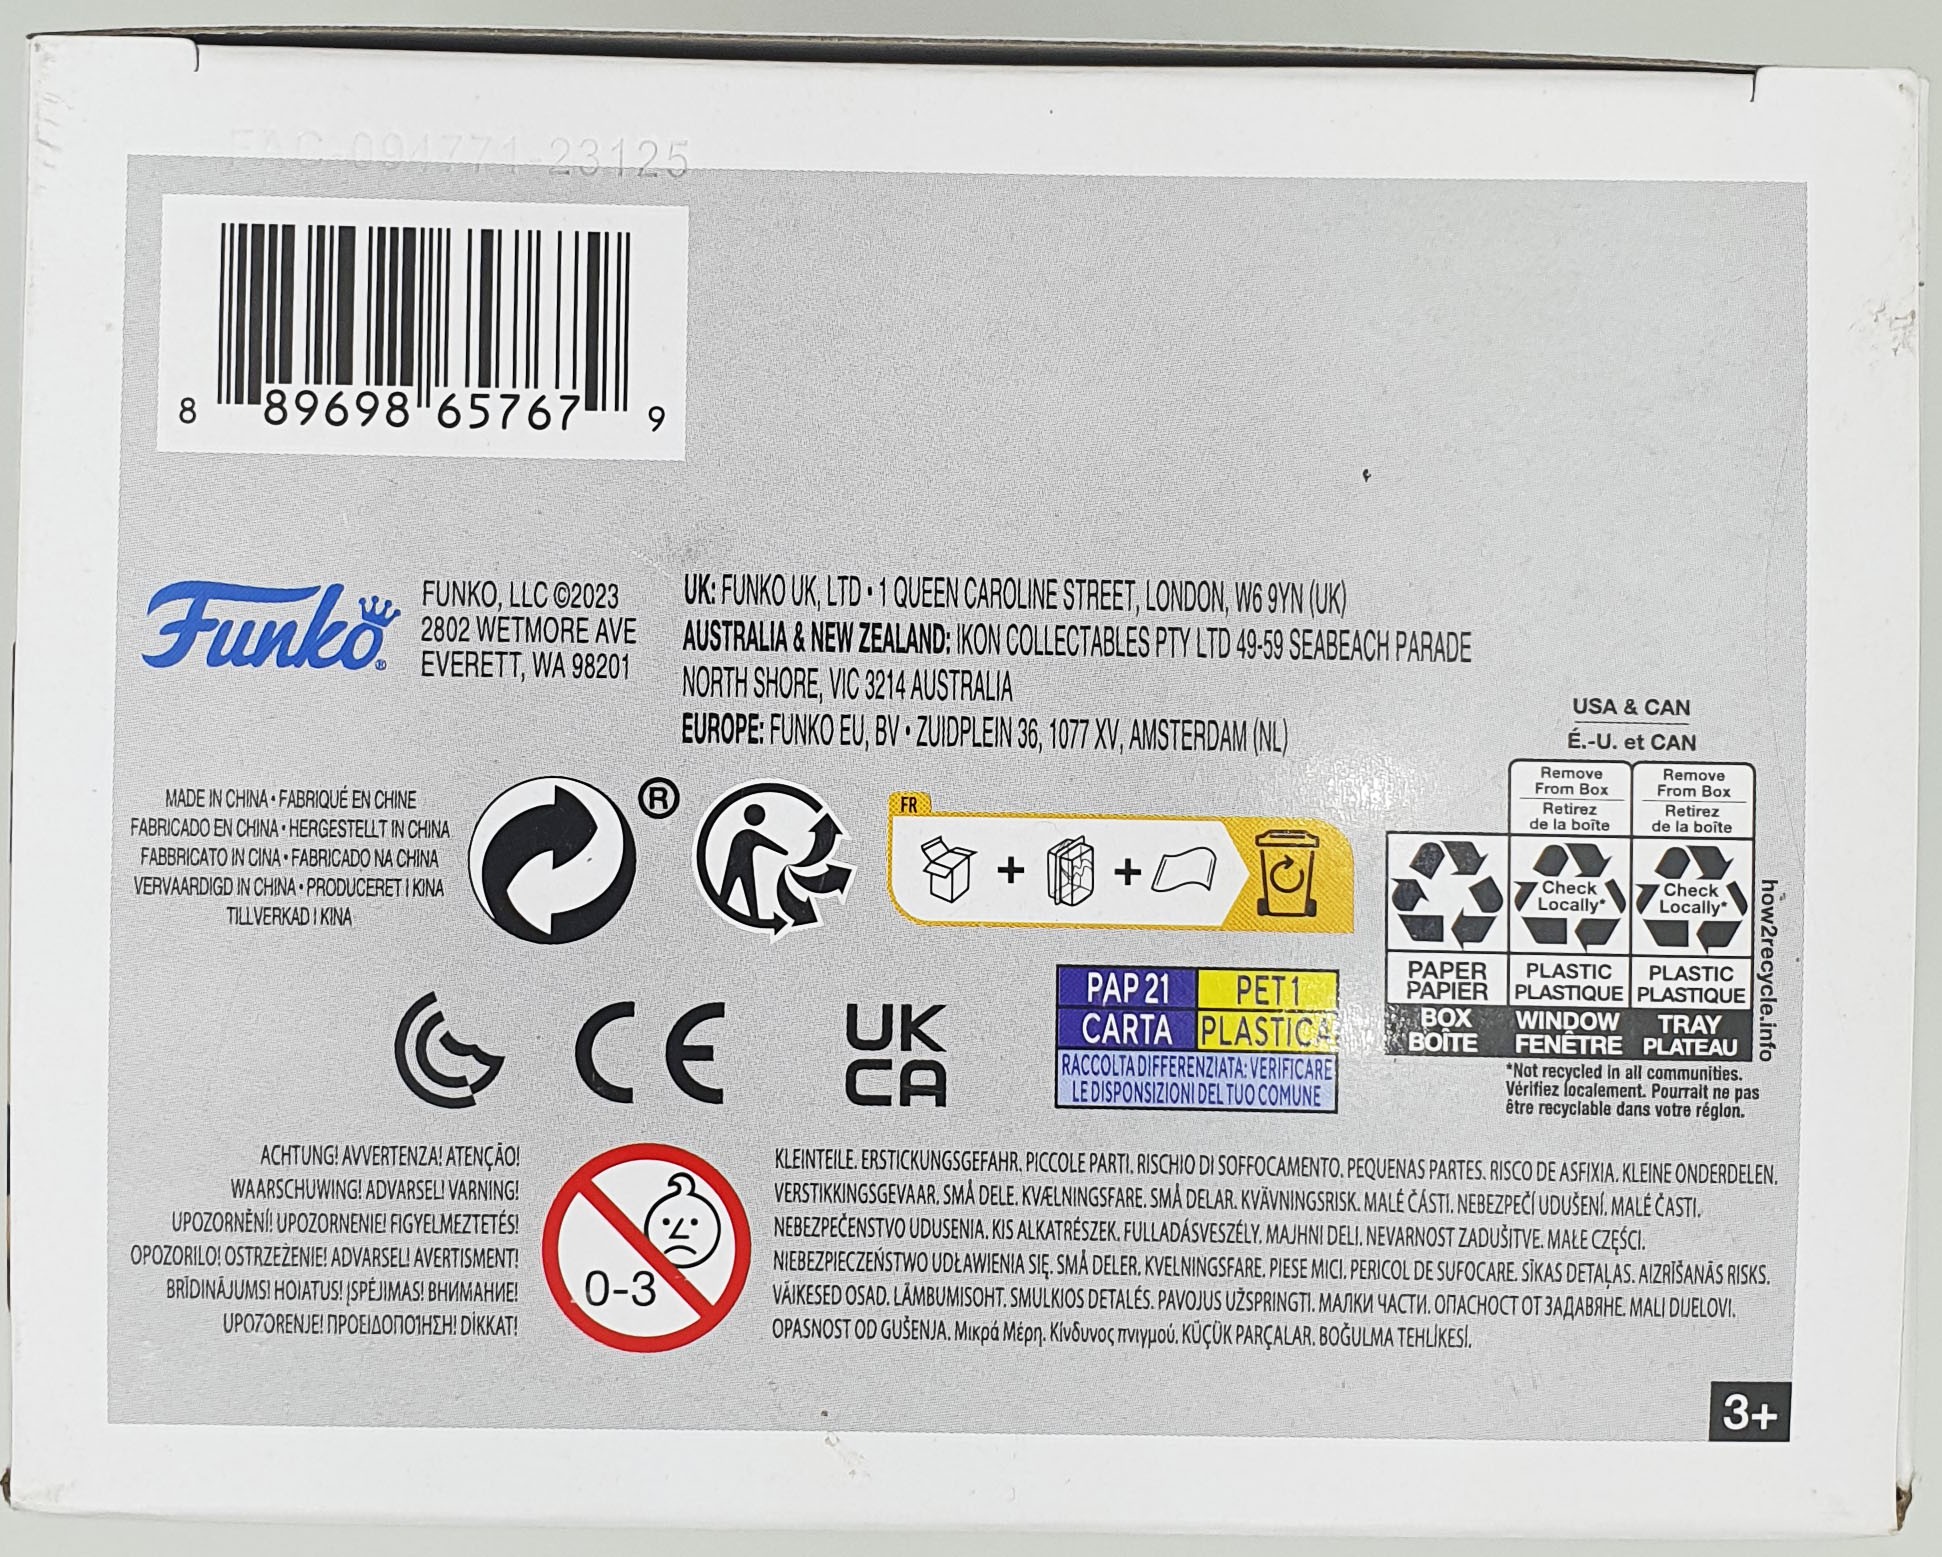 FAC-094771-23125
8 89698 65767 9
Funko®
FUNKO, LLC ©2023
2802 WETMORE AVE
EVERETT, WA 98201
UK: FUNKO UK, LTD • 1 QUEEN CAROLINE STREET, LONDON, W6 9YN (UK)
AUSTRALIA & NEW ZEALAND: IKON COLLECTABLES PTY LTD 49-59 SEABEACH PARADE
NORTH SHORE, VIC 3214 AUSTRALIA
EUROPE: FUNKO EU, BV • ZUIDPLEIN 36, 1077 XV, AMSTERDAM (NL)
MADE IN CHINA • FABRIQUÉ EN CHINE
FABRICADO EN CHINA • HERGESTELLT IN CHINA
FABBRICATO IN CINA • FABRICADO NA CHINA
VERVAARDIGD IN CHINA • PRODUCERET I KINA
TILLVERKAD I KINA
®
FR
+ +
USA & CAN
É.-U. et CAN
Remove
From Box
Retirez
de la boîte
Remove
From Box
Retirez
de la boîte
Check
Locally*
Check
Locally*
PAPER
PAPIER
PLASTIC
PLASTIQUE
PLASTIC
PLASTIQUE
BOX
BOÎTE
WINDOW
FENÊTRE
TRAY
PLATEAU
how2recycle.info
*Not recycled in all communities.
Vérifiez localement. Pourrait ne pas
être recyclable dans votre région.
CE
UK
CA
PAP 21
CARTA
PET 1
PLASTICA
RACCOLTA DIFFERENZIATA: VERIFICARE
LE DISPONSIZIONI DEL TUO COMUNE
ACHTUNG! AVVERTENZA! ATENÇÃO!
WAARSCHUWING! ADVARSEL! VARNING!
UPOZORNĚNÍ! UPOZORNENIE! FIGYELMEZTETÉS!
OPOZORILO! OSTRZEŻENIE! ADVARSEL! AVERTISMENT!
BRĪDINĀJUMS! HOIATUS! ĮSPĖJIMAS! ВНИМАНИЕ!
UPOZORENJE! ΠΡΟΕΙΔΟΠΟΊΗΣΗ! DİKKAT!
0-3
KLEINTEILE. ERSTICKUNGSGEFAHR. PICCOLE PARTI. RISCHIO DI SOFFOCAMENTO. PEQUENAS PARTES. RISCO DE ASFIXIA. KLEINE ONDERDELEN.
VERSTIKKINGSGEVAAR. SMÅ DELE. KVÆLNINGSFARE. SMÅ DELAR. KVÄVNINGSRISK. MALÉ ČÁSTI. NEBEZPEČÍ UDUŠENÍ. MALÉ ČASTI.
NEBEZPEČENSTVO UDUSENIA. KIS ALKATRÉSZEK. FULLADÁSVESZÉLY. MAJHNI DELI. NEVARNOST ZADUŠITVE. MAŁE CZĘŚCI.
NIEBEZPIECZEŃSTWO UDŁAWIENIA SIĘ. SMÅ DELER. KVELNINGSFARE. PIESE MICI. PERICOL DE SUFOCARE. SĪKAS DETAĻAS. AIZRĪŠANĀS RISKS.
VÄIKESED OSAD. LÄMBUMISOHT. SMULKIOS DETALĖS. PAVOJUS UŽSPRINGTI. МАЛКИ ЧАСТИ. ОПАСНОСТ ОТ ЗАДАВЯНЕ. MALI DIJELOVI.
OPASNOST OD GUŠENJA. Μικρά Μέρη. Κίνδυνος πνιγμού. KÜÇÜK PARÇALAR. BOĞULMA TEHLİKESİ.
3+